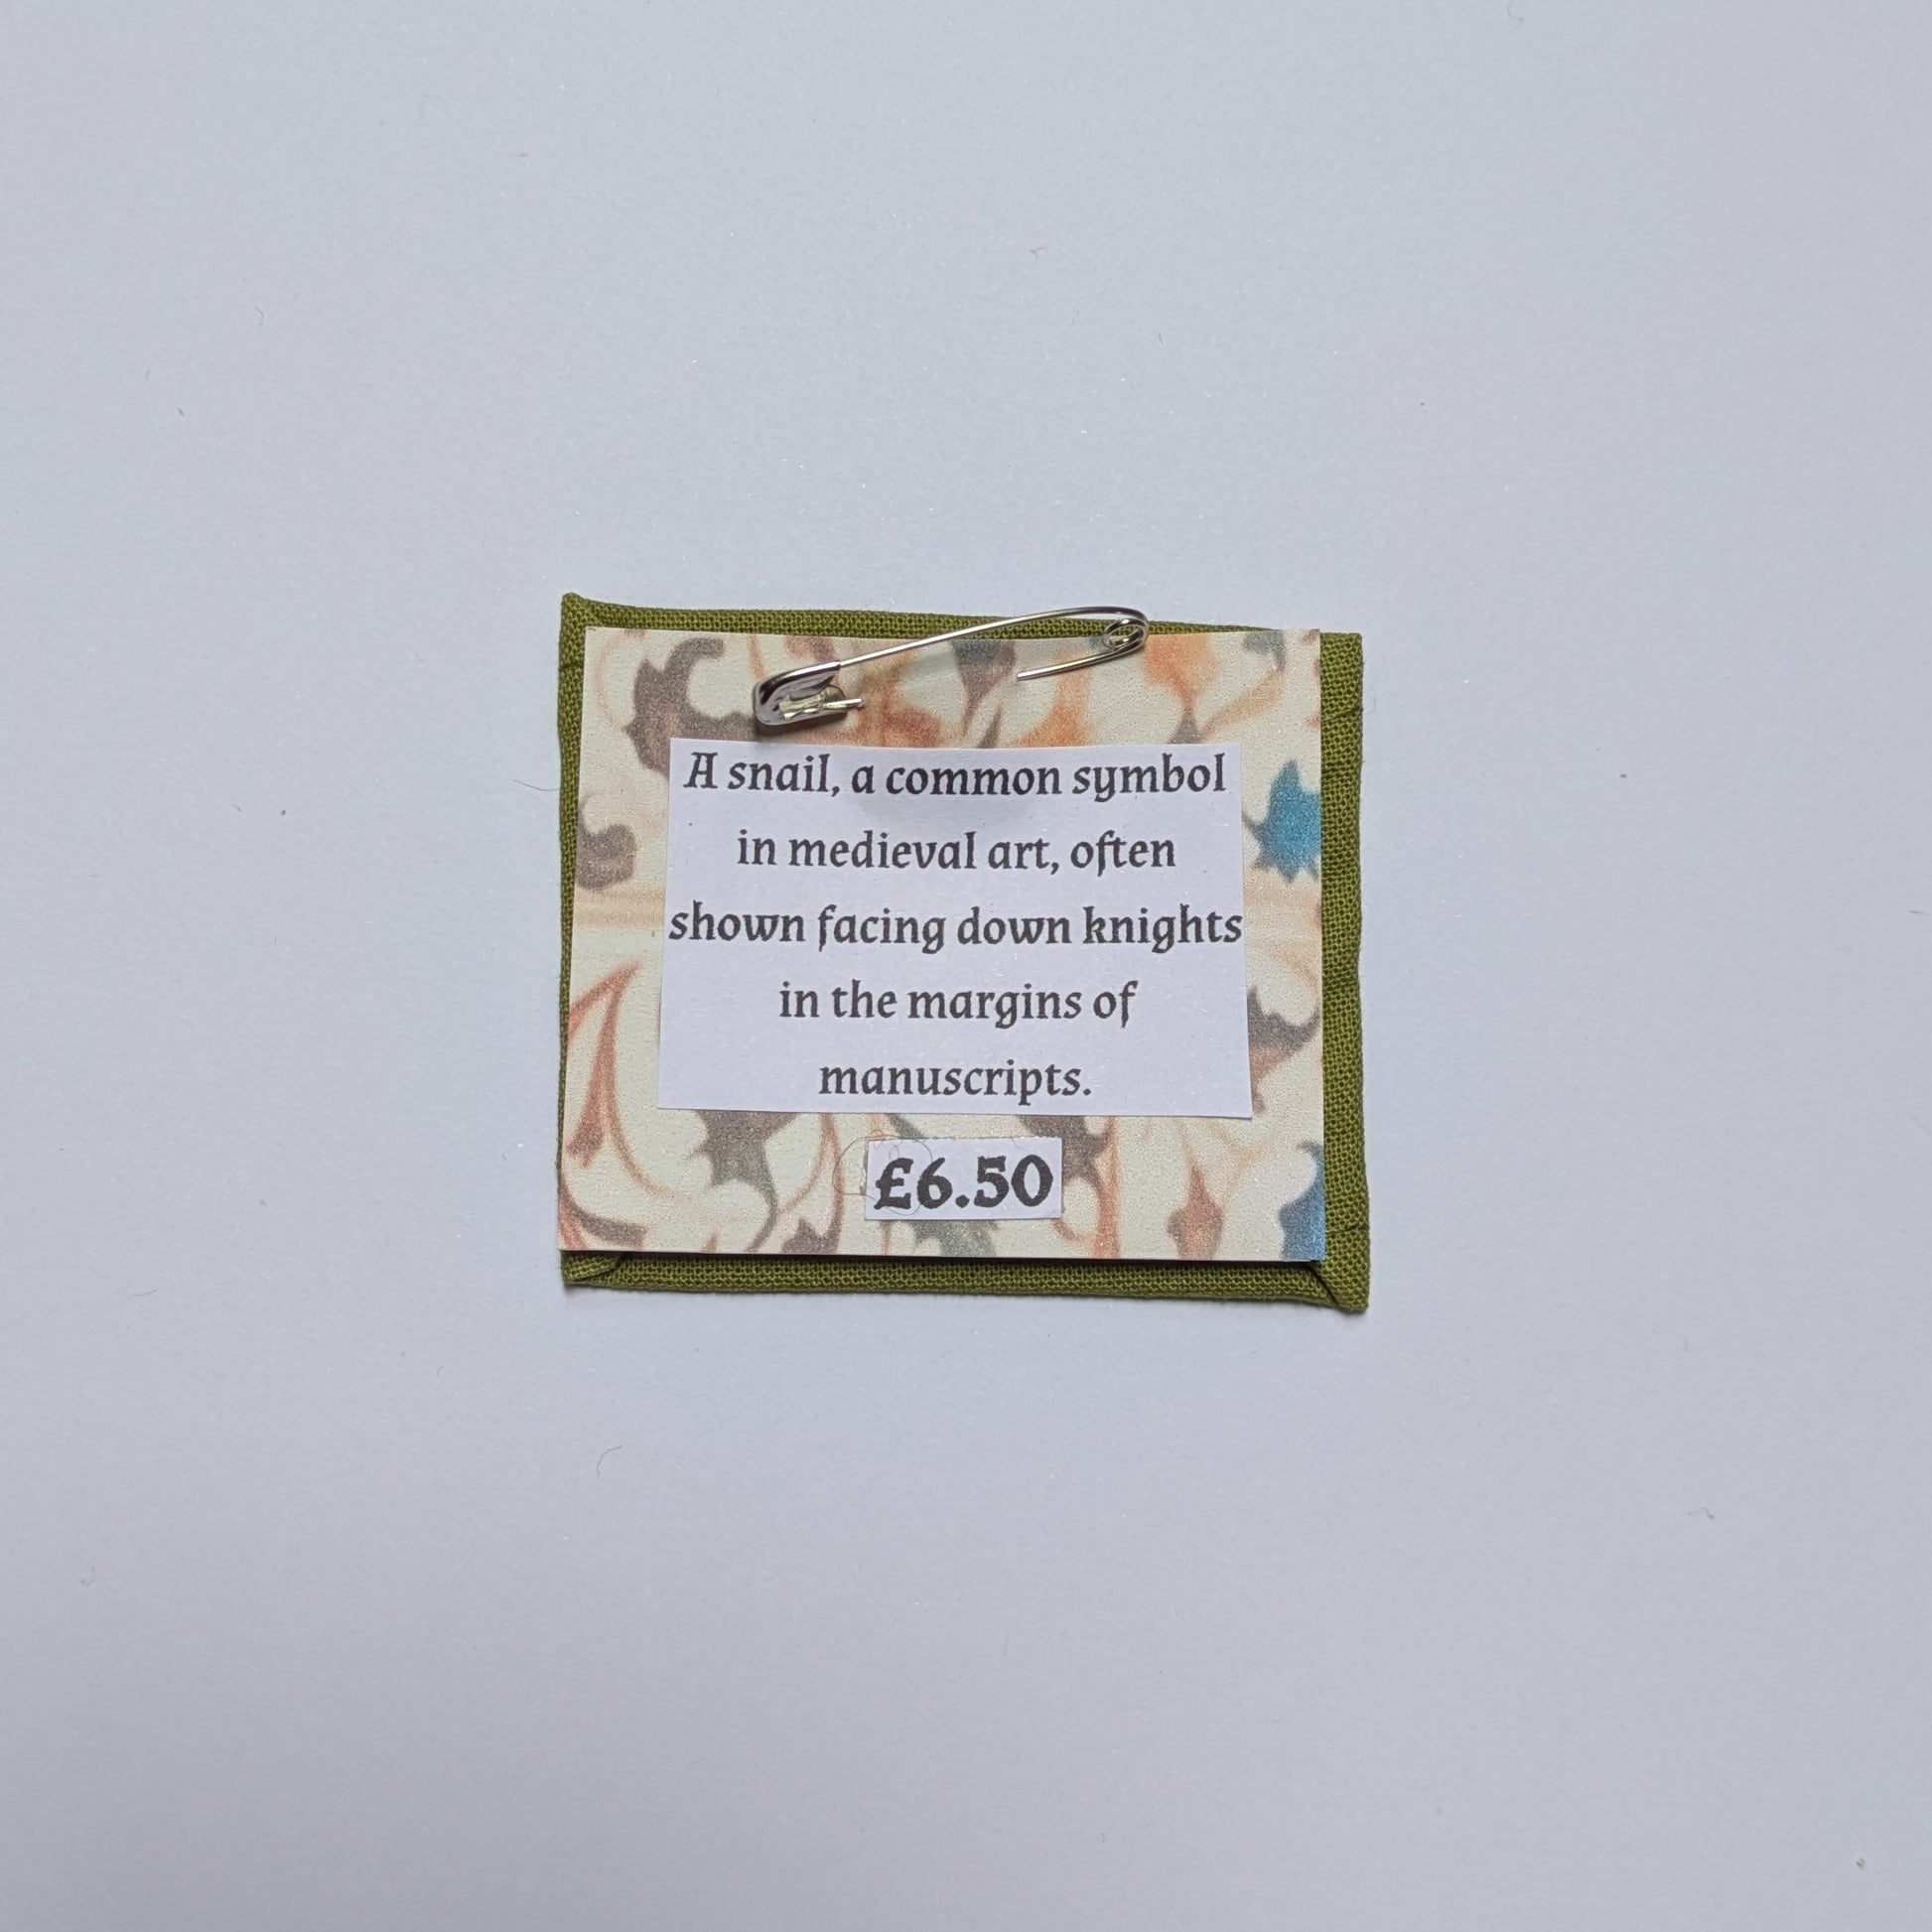 A snail, a common symbol
in medieval art, often
shown facing down knights
in the margins of
manuscripts.
£6.50